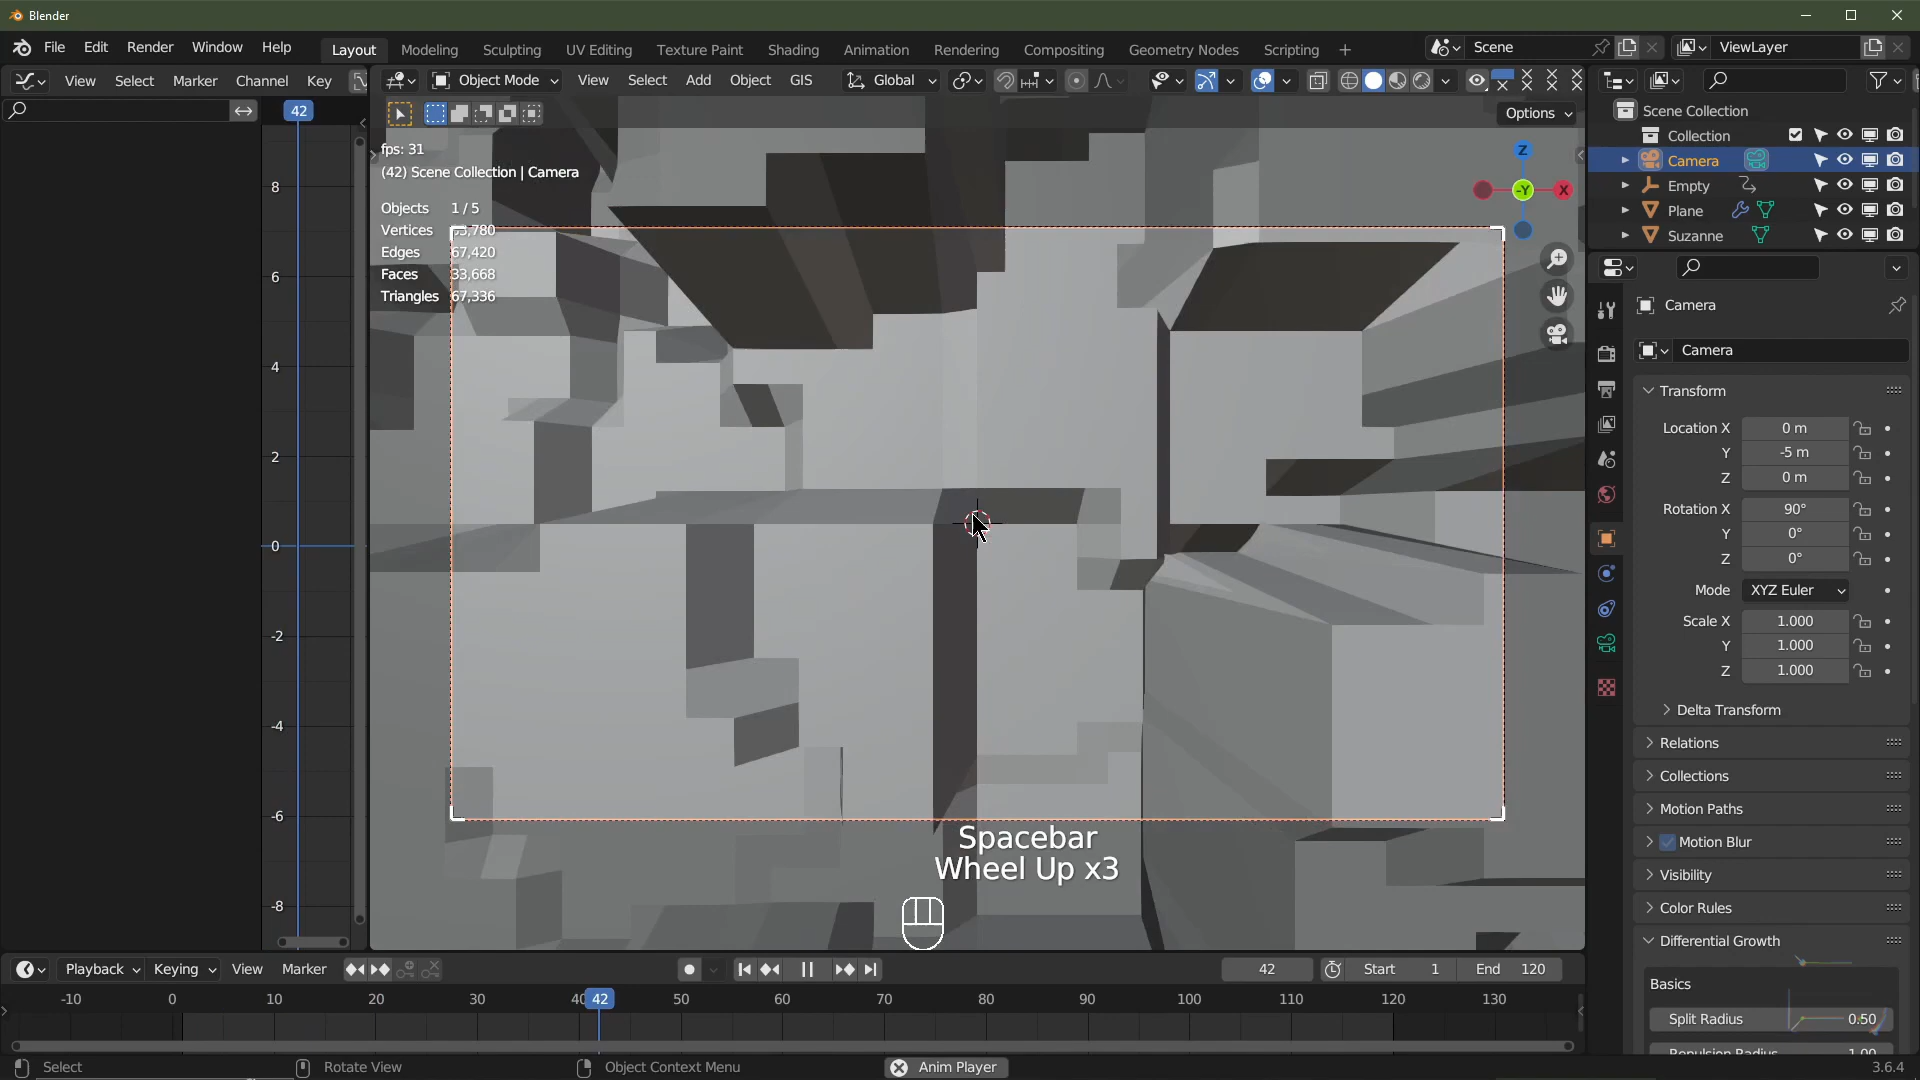 Blender
File Edit Render Window Help
Layout Modeling Sculpting UV Editing Texture Paint Shading Animation Rendering Compositing Geometry Nodes Scripting +
Scene ViewLayer
View Select Marker Channel Key
Object Mode View Select Add Object GIS Global
Options
42
8
6
4
2
0
-2
-4
-6
-8
fps: 31
(42) Scene Collection | Camera
Objects 1 / 5
Vertices 33,780
Edges 67,420
Faces 33,668
Triangles 67,336
Z
-Y
X
Spacebar
Wheel Up x3
Scene Collection
Collection
Camera
Empty
Plane
Suzanne
Camera
Camera
Transform
Location X 0 m
Y -5 m
Z 0 m
Rotation X 90°
Y 0°
Z 0°
Mode XYZ Euler
Scale X 1.000
Y 1.000
Z 1.000
Delta Transform
Relations
Collections
Motion Paths
Motion Blur
Visibility
Color Rules
Differential Growth
Basics
Split Radius 0.50
Repulsion Radius 1.00
Playback Keying View Marker
42 Start 1 End 120
-10 0 10 20 30 40 42 50 60 70 80 90 100 110 120 130
Select Rotate View Object Context Menu Anim Player 3.6.4